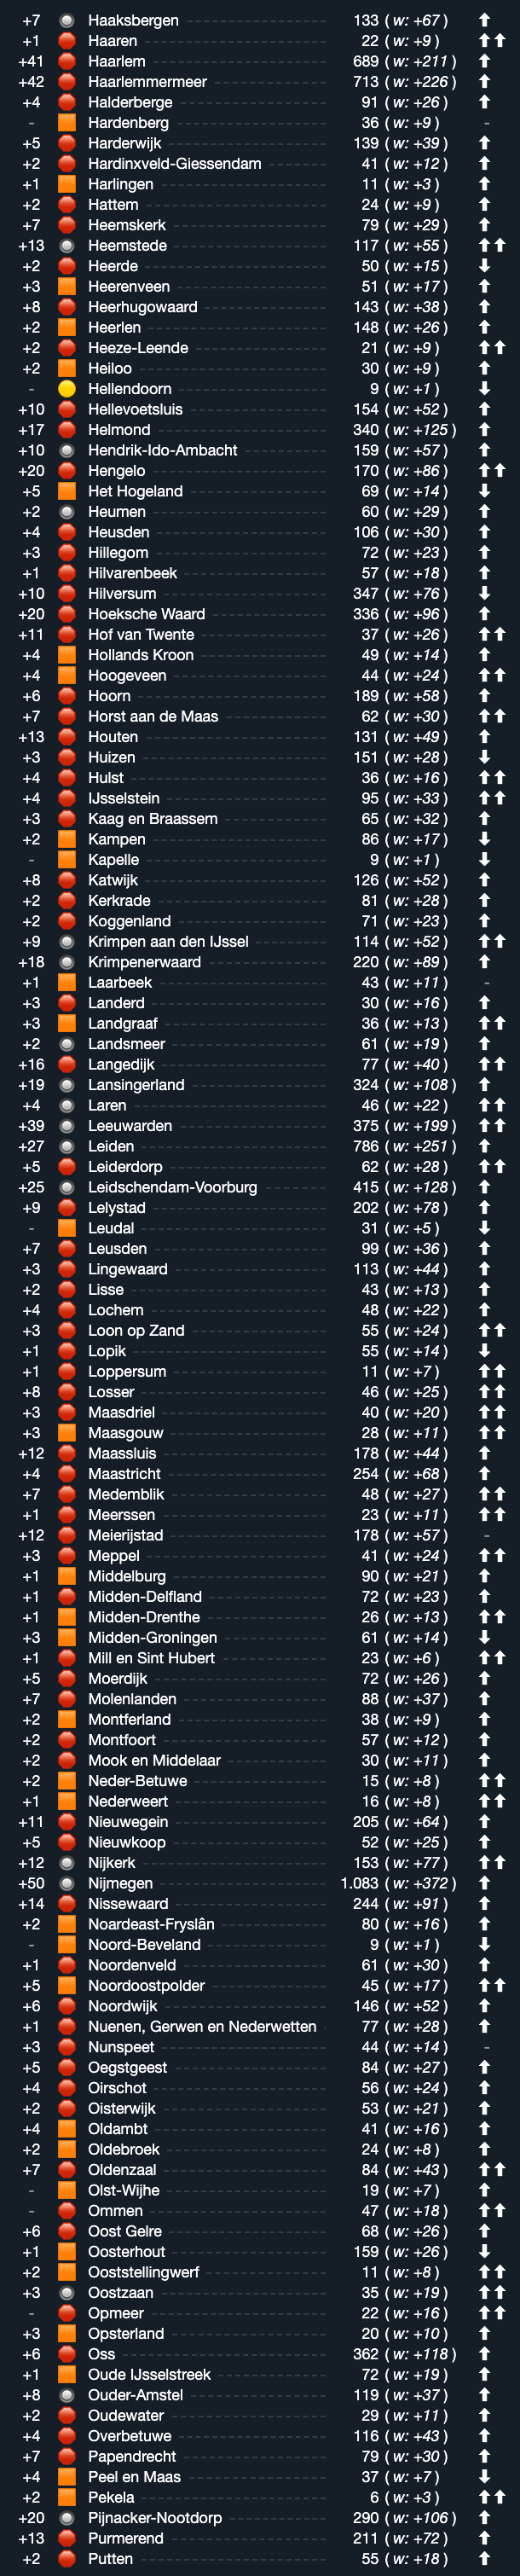 +7 Haaksbergen 133 ( w: +67 )
+1 Haaren 22 ( w: +9 )
+41 Haarlem 689 ( w: +211 )
+42 Haarlemmermeer 713 ( w: +226 )
+4 Halderberge 91 ( w: +26 )
- Hardenberg 36 ( w: +9 ) -
+5 Harderwijk 139 ( w: +39 )
+2 Hardinxveld-Giessendam 41 ( w: +12 )
+1 Harlingen 11 ( w: +3 )
+2 Hattem 24 ( w: +9 )
+7 Heemskerk 79 ( w: +29 )
+13 Heemstede 117 ( w: +55 )
+2 Heerde 50 ( w: +15 )
+3 Heerenveen 51 ( w: +17 )
+8 Heerhugowaard 143 ( w: +38 )
+2 Heerlen 148 ( w: +26 )
+2 Heeze-Leende 21 ( w: +9 )
+2 Heiloo 30 ( w: +9 )
- Hellendoorn 9 ( w: +1 )
+10 Hellevoetsluis 154 ( w: +52 )
+17 Helmond 340 ( w: +125 )
+10 Hendrik-Ido-Ambacht 159 ( w: +57 )
+20 Hengelo 170 ( w: +86 )
+5 Het Hogeland 69 ( w: +14 )
+2 Heumen 60 ( w: +29 )
+4 Heusden 106 ( w: +30 )
+3 Hillegom 72 ( w: +23 )
+1 Hilvarenbeek 57 ( w: +18 )
+10 Hilversum 347 ( w: +76 )
+20 Hoeksche Waard 336 ( w: +96 )
+11 Hof van Twente 37 ( w: +26 )
+4 Hollands Kroon 49 ( w: +14 )
+4 Hoogeveen 44 ( w: +24 )
+6 Hoorn 189 ( w: +58 )
+7 Horst aan de Maas 62 ( w: +30 )
+13 Houten 131 ( w: +49 )
+3 Huizen 151 ( w: +28 )
+4 Hulst 36 ( w: +16 )
+4 IJsselstein 95 ( w: +33 )
+3 Kaag en Braassem 65 ( w: +32 )
+2 Kampen 86 ( w: +17 )
- Kapelle 9 ( w: +1 )
+8 Katwijk 126 ( w: +52 )
+2 Kerkrade 81 ( w: +28 )
+2 Koggenland 71 ( w: +23 )
+9 Krimpen aan den IJssel 114 ( w: +52 )
+18 Krimpenerwaard 220 ( w: +89 )
+1 Laarbeek 43 ( w: +11 ) -
+3 Landerd 30 ( w: +16 )
+3 Landgraaf 36 ( w: +13 )
+2 Landsmeer 61 ( w: +19 )
+16 Langedijk 77 ( w: +40 )
+19 Lansingerland 324 ( w: +108 )
+4 Laren 46 ( w: +22 )
+39 Leeuwarden 375 ( w: +199 )
+27 Leiden 786 ( w: +251 )
+5 Leiderdorp 62 ( w: +28 )
+25 Leidschendam-Voorburg 415 ( w: +128 )
+9 Lelystad 202 ( w: +78 )
- Leudal 31 ( w: +5 )
+7 Leusden 99 ( w: +36 )
+3 Lingewaard 113 ( w: +44 )
+2 Lisse 43 ( w: +13 )
+4 Lochem 48 ( w: +22 )
+3 Loon op Zand 55 ( w: +24 )
+1 Lopik 55 ( w: +14 )
+1 Loppersum 11 ( w: +7 )
+8 Losser 46 ( w: +25 )
+3 Maasdriel 40 ( w: +20 )
+3 Maasgouw 28 ( w: +11 )
+12 Maassluis 178 ( w: +44 )
+4 Maastricht 254 ( w: +68 )
+7 Medemblik 48 ( w: +27 )
+1 Meerssen 23 ( w: +11 )
+12 Meierijstad 178 ( w: +57 ) -
+3 Meppel 41 ( w: +24 )
+1 Middelburg 90 ( w: +21 )
+1 Midden-Delfland 72 ( w: +23 )
+1 Midden-Drenthe 26 ( w: +13 )
+3 Midden-Groningen 61 ( w: +14 )
+1 Mill en Sint Hubert 23 ( w: +6 )
+5 Moerdijk 72 ( w: +26 )
+7 Molenlanden 88 ( w: +37 )
+2 Montferland 38 ( w: +9 )
+2 Montfoort 57 ( w: +12 )
+2 Mook en Middelaar 30 ( w: +11 )
+2 Neder-Betuwe 15 ( w: +8 )
+1 Nederweert 16 ( w: +8 )
+11 Nieuwegein 205 ( w: +64 )
+5 Nieuwkoop 52 ( w: +25 )
+12 Nijkerk 153 ( w: +77 )
+50 Nijmegen 1.083 ( w: +372 )
+14 Nissewaard 244 ( w: +91 )
+2 Noardeast-Fryslân 80 ( w: +16 )
- Noord-Beveland 9 ( w: +1 )
+1 Noordenveld 61 ( w: +30 )
+5 Noordoostpolder 45 ( w: +17 )
+6 Noordwijk 146 ( w: +52 )
+1 Nuenen, Gerwen en Nederwetten 77 ( w: +28 )
+3 Nunspeet 44 ( w: +14 ) -
+5 Oegstgeest 84 ( w: +27 )
+4 Oirschot 56 ( w: +24 )
+2 Oisterwijk 53 ( w: +21 )
+4 Oldambt 41 ( w: +16 )
+2 Oldebroek 24 ( w: +8 )
+7 Oldenzaal 84 ( w: +43 )
- Olst-Wijhe 19 ( w: +7 )
- Ommen 47 ( w: +18 )
+6 Oost Gelre 68 ( w: +26 )
+1 Oosterhout 159 ( w: +26 )
+2 Ooststellingwerf 11 ( w: +8 )
+3 Oostzaan 35 ( w: +19 )
- Opmeer 22 ( w: +16 )
+3 Opsterland 20 ( w: +10 )
+6 Oss 362 ( w: +118 )
+1 Oude IJsselstreek 72 ( w: +19 )
+8 Ouder-Amstel 119 ( w: +37 )
+2 Oudewater 29 ( w: +11 )
+4 Overbetuwe 116 ( w: +43 )
+7 Papendrecht 79 ( w: +30 )
+4 Peel en Maas 37 ( w: +7 )
+2 Pekela 6 ( w: +3 )
+20 Pijnacker-Nootdorp 290 ( w: +106 )
+13 Purmerend 211 ( w: +72 )
+2 Putten 55 ( w: +18 )